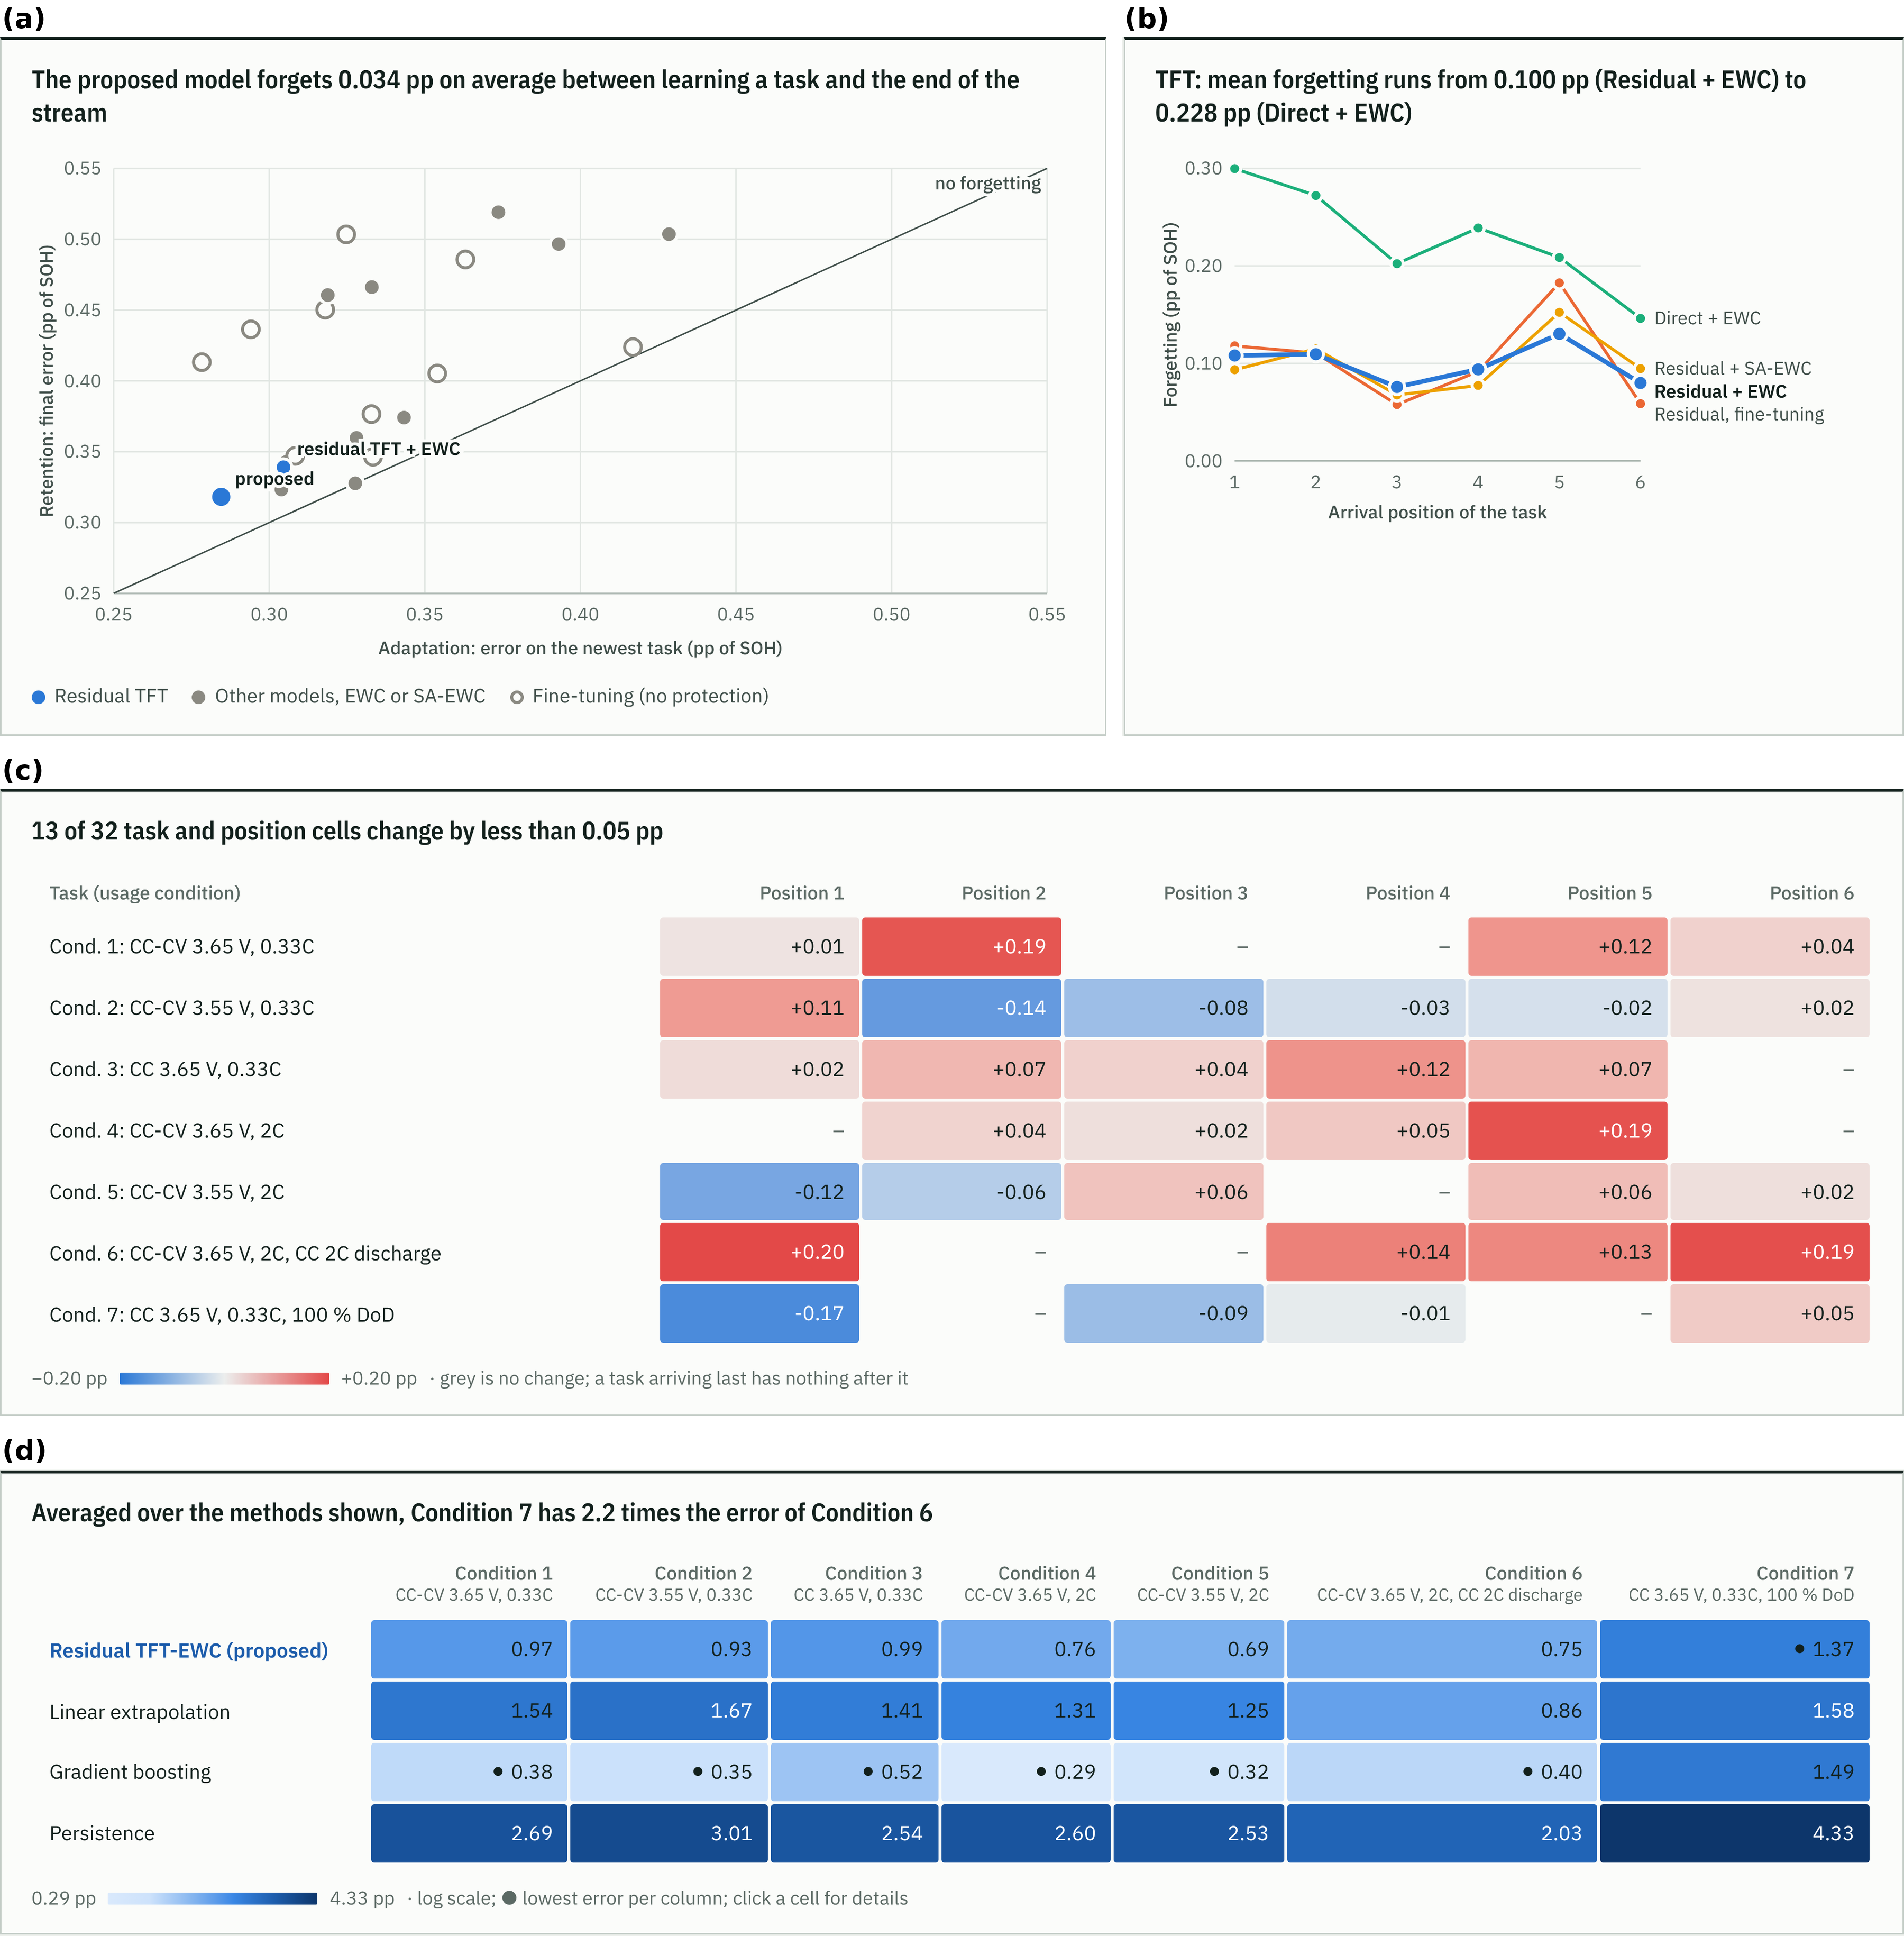 (a)
The proposed model forgets 0.034 pp on average between learning a task and the end of the
stream
Retention: final error (pp of SOH)
0.55
0.50
0.45
0.40
0.35
0.30
0.25
no forgetting
residual TFT + EWC
proposed
0.25 0.30 0.35 0.40 0.45 0.50 0.55
Adaptation: error on the newest task (pp of SOH)
Residual TFT Other models, EWC or SA-EWC Fine-tuning (no protection)
(b)
TFT: mean forgetting runs from 0.100 pp (Residual + EWC) to
0.228 pp (Direct + EWC)
Forgetting (pp of SOH)
0.30
0.20
0.10
0.00
Direct + EWC
Residual + SA-EWC
Residual + EWC
Residual, fine-tuning
1 2 3 4 5 6
Arrival position of the task
(c)
13 of 32 task and position cells change by less than 0.05 pp
Task (usage condition) Position 1 Position 2 Position 3 Position 4 Position 5 Position 6
Cond. 1: CC-CV 3.65 V, 0.33C +0.01 +0.19 – – +0.12 +0.04
Cond. 2: CC-CV 3.55 V, 0.33C +0.11 -0.14 -0.08 -0.03 -0.02 +0.02
Cond. 3: CC 3.65 V, 0.33C +0.02 +0.07 +0.04 +0.12 +0.07 –
Cond. 4: CC-CV 3.65 V, 2C – +0.04 +0.02 +0.05 +0.19 –
Cond. 5: CC-CV 3.55 V, 2C -0.12 -0.06 +0.06 – +0.06 +0.02
Cond. 6: CC-CV 3.65 V, 2C, CC 2C discharge +0.20 – – +0.14 +0.13 +0.19
Cond. 7: CC 3.65 V, 0.33C, 100 % DoD -0.17 – -0.09 -0.01 – +0.05
−0.20 pp +0.20 pp · grey is no change; a task arriving last has nothing after it
(d)
Averaged over the methods shown, Condition 7 has 2.2 times the error of Condition 6
Condition 1 Condition 2 Condition 3 Condition 4 Condition 5 Condition 6 Condition 7
CC-CV 3.65 V, 0.33C CC-CV 3.55 V, 0.33C CC 3.65 V, 0.33C CC-CV 3.65 V, 2C CC-CV 3.55 V, 2C CC-CV 3.65 V, 2C, CC 2C discharge CC 3.65 V, 0.33C, 100 % DoD
Residual TFT-EWC (proposed) 0.97 0.93 0.99 0.76 0.69 0.75 ● 1.37
Linear extrapolation 1.54 1.67 1.41 1.31 1.25 0.86 1.58
Gradient boosting ● 0.38 ● 0.35 ● 0.52 ● 0.29 ● 0.32 ● 0.40 1.49
Persistence 2.69 3.01 2.54 2.60 2.53 2.03 4.33
0.29 pp 4.33 pp · log scale; ● lowest error per column; click a cell for details